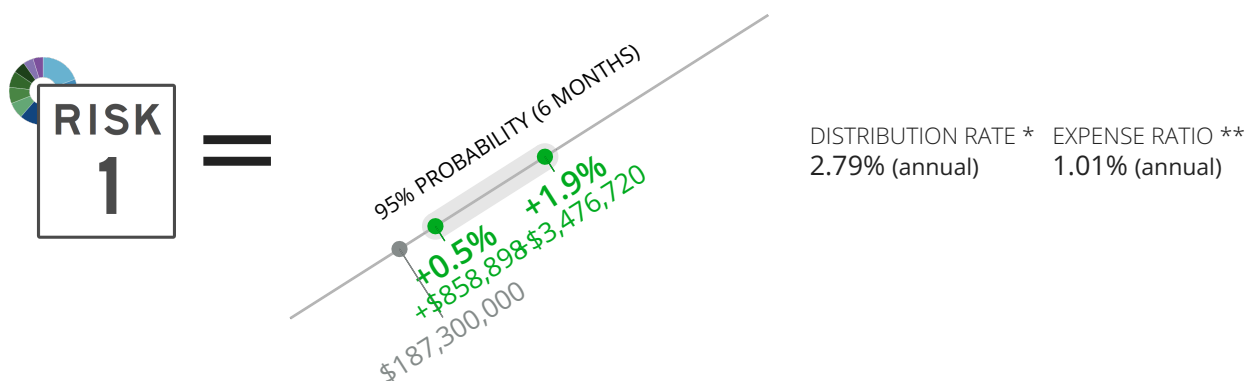 RISK
1
95% PROBABILITY (6 MONTHS)
+0.5%
+$858,898
+1.9%
+$3,476,720
$187,300,000
DISTRIBUTION RATE *
2.79% (annual)
EXPENSE RATIO **
1.01% (annual)